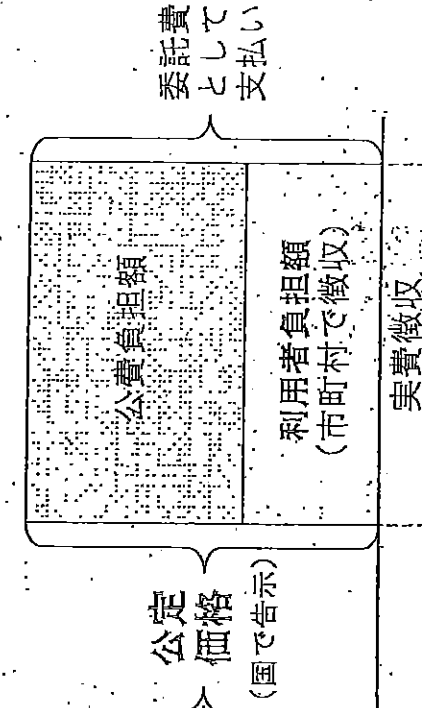 公定
価格
(国で告示)
公費負担額
利用者負担額
(市町村で徴収)
実費徴収
委託費
として
支払い